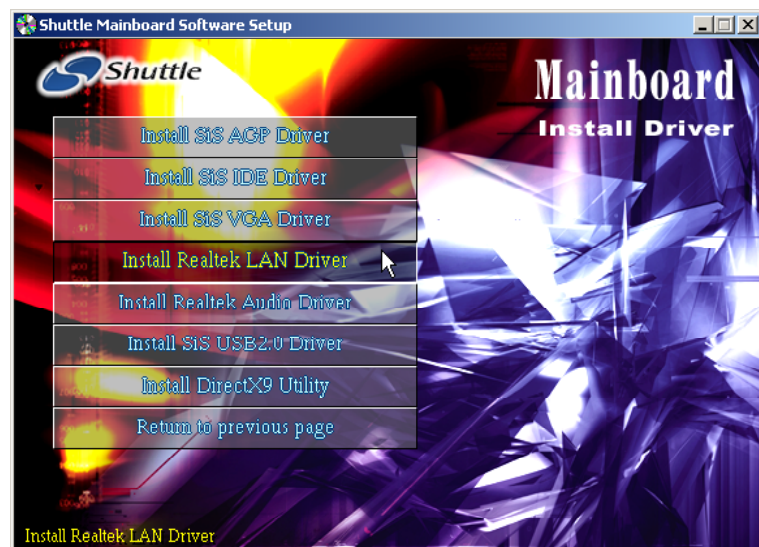 Shuttle Mainboard Software Setup
Shuttle
Mainboard
Install Driver
Install SiS AGP Driver
Install SiS IDE Driver
Install SiS VGA Driver
Install Realtek LAN Driver
Install Realtek Audio Driver
Install SiS USB2.0 Driver
Install DirectX9 Utility
Return to previous page
Install Realtek LAN Driver